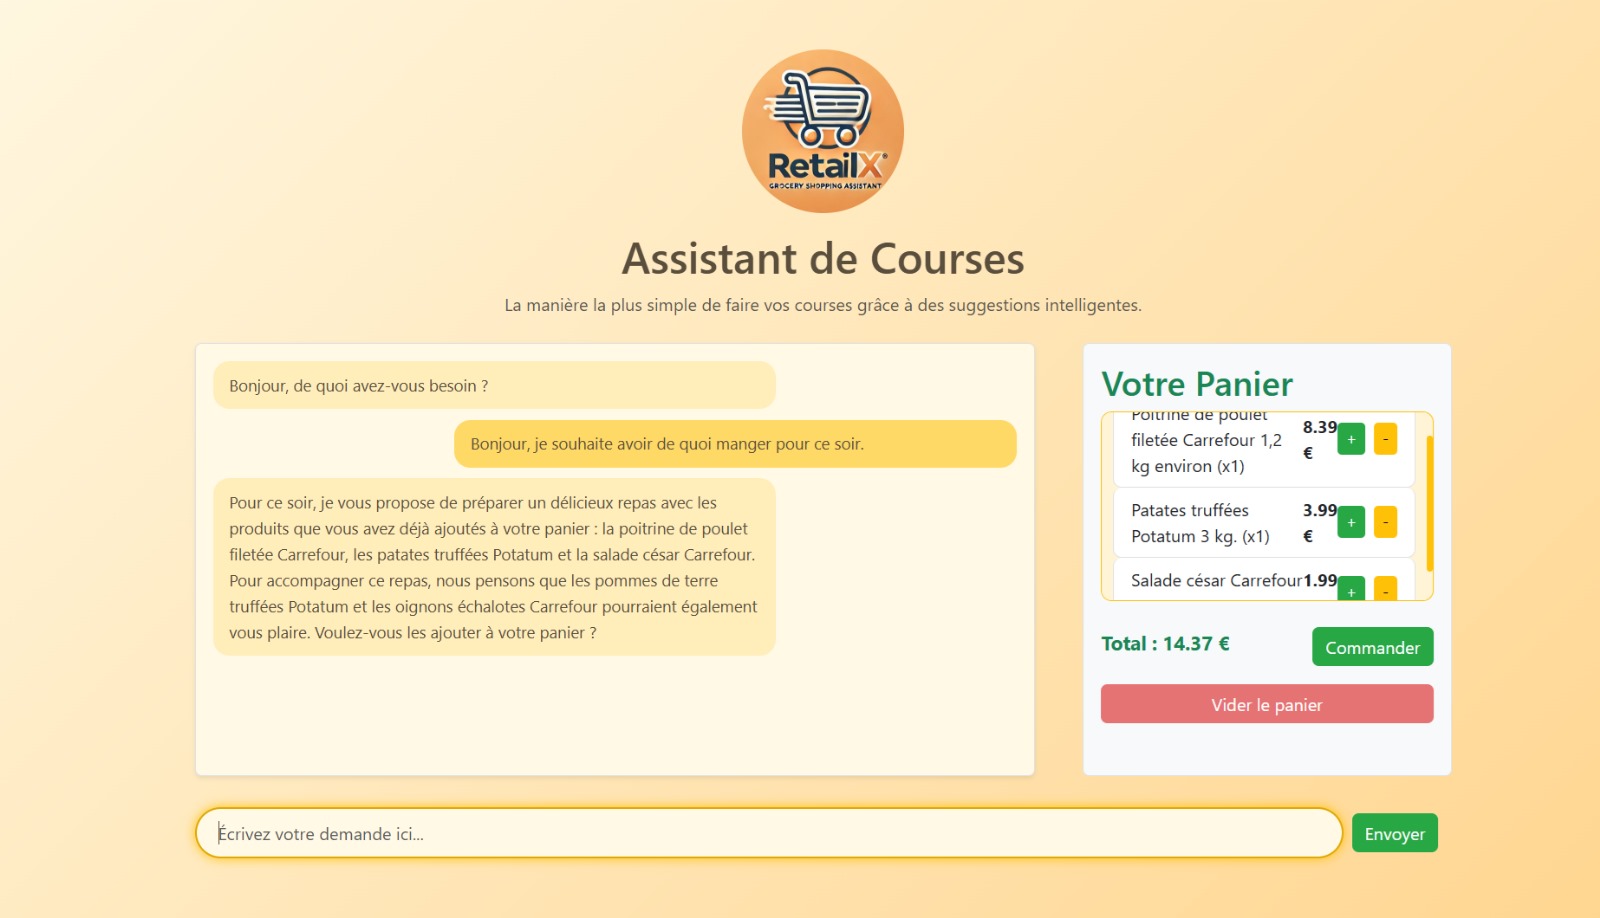 RetailX®
GROCERY SHOPPING ASSISTANT
Assistant de Courses
La manière la plus simple de faire vos courses grâce à des suggestions intelligentes.
Bonjour, de quoi avez-vous besoin ?
Bonjour, je souhaite avoir de quoi manger pour ce soir.
Pour ce soir, je vous propose de préparer un délicieux repas avec les
produits que vous avez déjà ajoutés à votre panier : la poitrine de poulet
filetée Carrefour, les patates truffées Potatum et la salade césar Carrefour.
Pour accompagner ce repas, nous pensons que les pommes de terre
truffées Potatum et les oignons échalotes Carrefour pourraient également
vous plaire. Voulez-vous les ajouter à votre panier ?
Votre Panier
Poitrine de poulet
filetée Carrefour 1,2
kg environ (x1)
8.39
€
+
-
Patates truffées
Potatum 3 kg. (x1)
3.99
€
+
-
Salade césar Carrefour
1.99
+
-
Total : 14.37 €
Commander
Vider le panier
Écrivez votre demande ici...
Envoyer